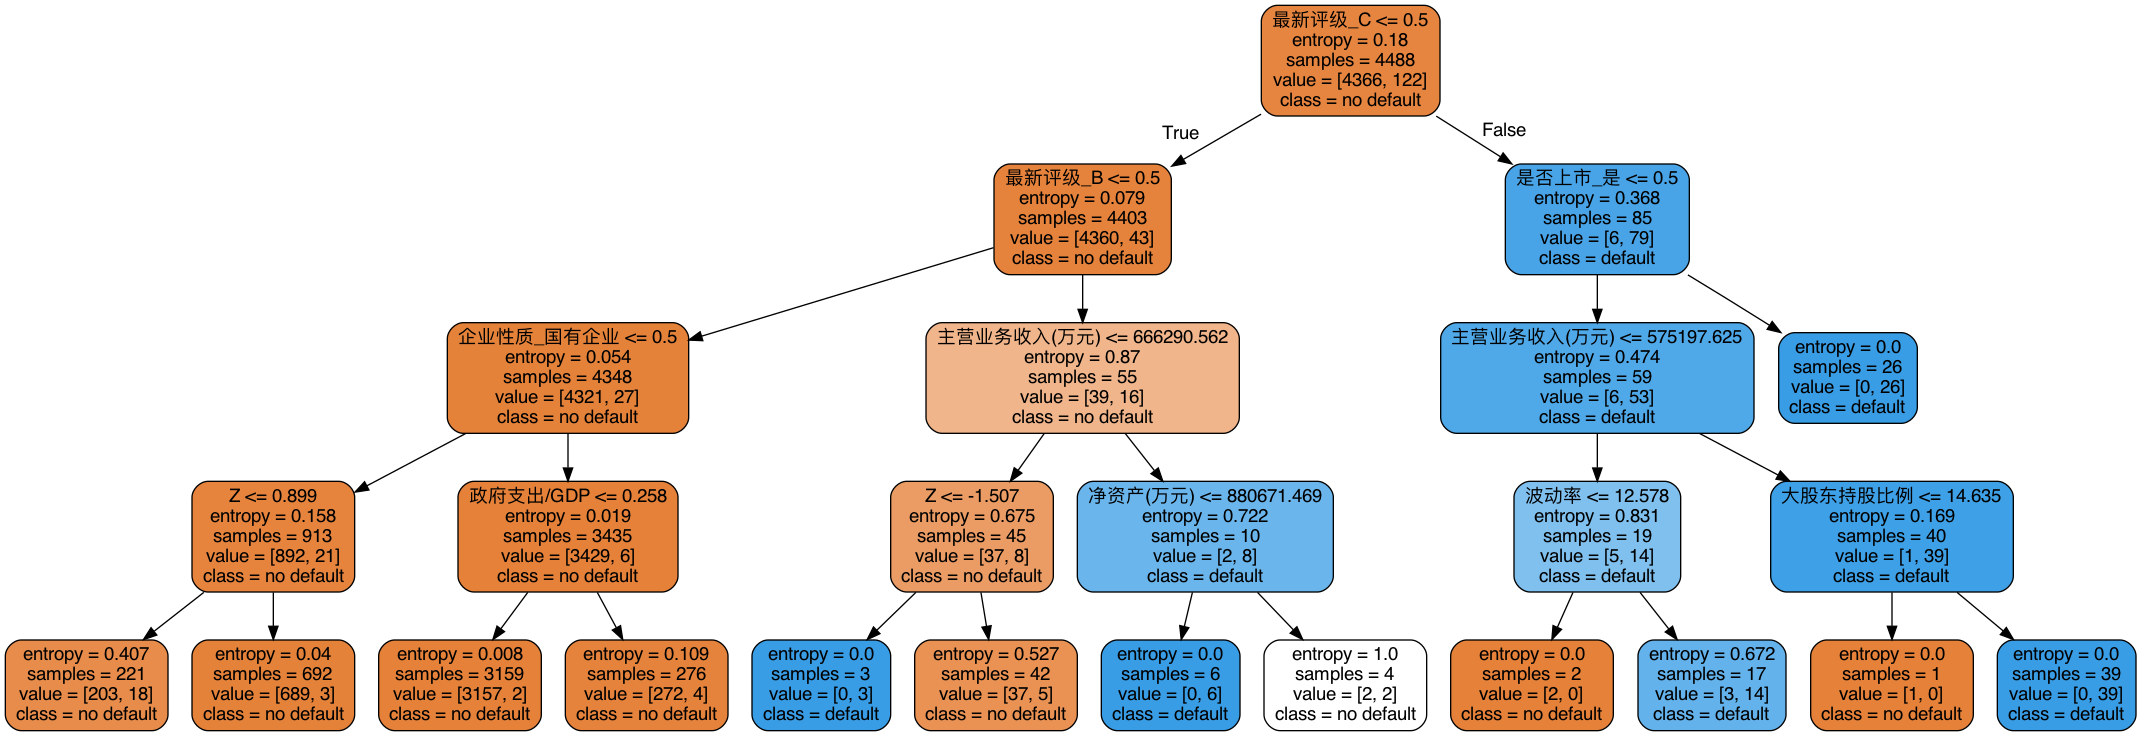 最新评级_C <= 0.5
entropy = 0.18
samples = 4488
value = [4366, 122]
class = no default
True
False
最新评级_B <= 0.5
entropy = 0.079
samples = 4403
value = [4360, 43]
class = no default
是否上市_是 <= 0.5
entropy = 0.368
samples = 85
value = [6, 79]
class = default
企业性质_国有企业 <= 0.5
entropy = 0.054
samples = 4348
value = [4321, 27]
class = no default
主营业务收入(万元) <= 666290.562
entropy = 0.87
samples = 55
value = [39, 16]
class = no default
主营业务收入(万元) <= 575197.625
entropy = 0.474
samples = 59
value = [6, 53]
class = default
entropy = 0.0
samples = 26
value = [0, 26]
class = default
Z <= 0.899
entropy = 0.158
samples = 913
value = [892, 21]
class = no default
政府支出/GDP <= 0.258
entropy = 0.019
samples = 3435
value = [3429, 6]
class = no default
Z <= -1.507
entropy = 0.675
samples = 45
value = [37, 8]
class = no default
净资产(万元) <= 880671.469
entropy = 0.722
samples = 10
value = [2, 8]
class = default
波动率 <= 12.578
entropy = 0.831
samples = 19
value = [5, 14]
class = default
大股东持股比例 <= 14.635
entropy = 0.169
samples = 40
value = [1, 39]
class = default
entropy = 0.407
samples = 221
value = [203, 18]
class = no default
entropy = 0.04
samples = 692
value = [689, 3]
class = no default
entropy = 0.008
samples = 3159
value = [3157, 2]
class = no default
entropy = 0.109
samples = 276
value = [272, 4]
class = no default
entropy = 0.0
samples = 3
value = [0, 3]
class = default
entropy = 0.527
samples = 42
value = [37, 5]
class = no default
entropy = 0.0
samples = 6
value = [0, 6]
class = default
entropy = 1.0
samples = 4
value = [2, 2]
class = no default
entropy = 0.0
samples = 2
value = [2, 0]
class = no default
entropy = 0.672
samples = 17
value = [3, 14]
class = default
entropy = 0.0
samples = 1
value = [1, 0]
class = no default
entropy = 0.0
samples = 39
value = [0, 39]
class = default